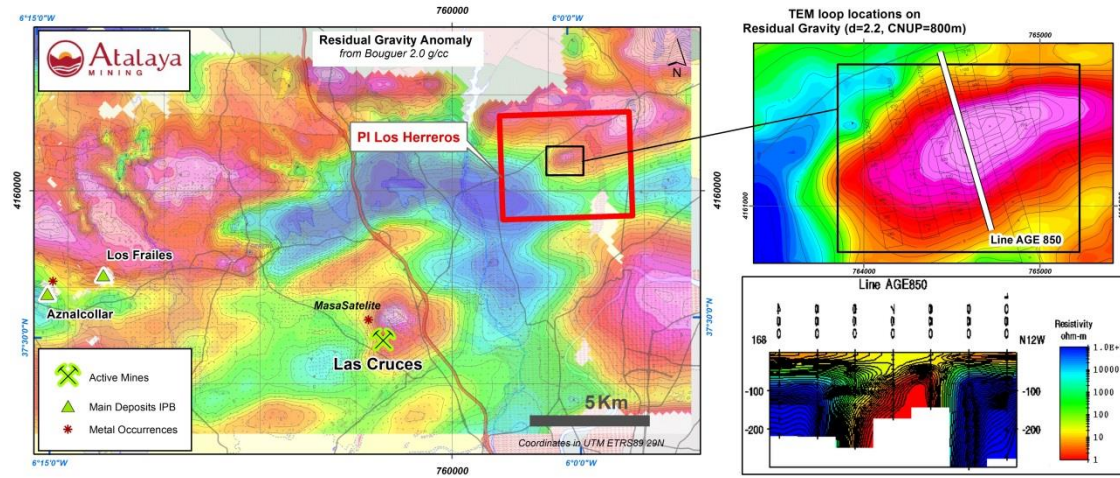 6°15'0"W
760000
6°0'0"W
Atalaya
MINING
Residual Gravity Anomaly
from Bouguer 2.0 g/cc
N
PI Los Herreros
4160000
4160000
Los Frailes
Aznalcollar
MasaSatelite
Las Cruces
37°30'0"N
37°30'0"N
Active Mines
Main Deposits IPB
Metal Occurrences
5Km
Coordinates in UTM ETRS89 29N
6°15'0"W
760000
6°0'0"W
TEM loop locations on
Residual Gravity (d=2.2, CNUP=800m)
765000
4161000
Line AGE 850
764000
765000
Line AGE850
168
N12W
-100
-200
-100
-200
Resistivity
ohm-m
10000
1000
100
10
1